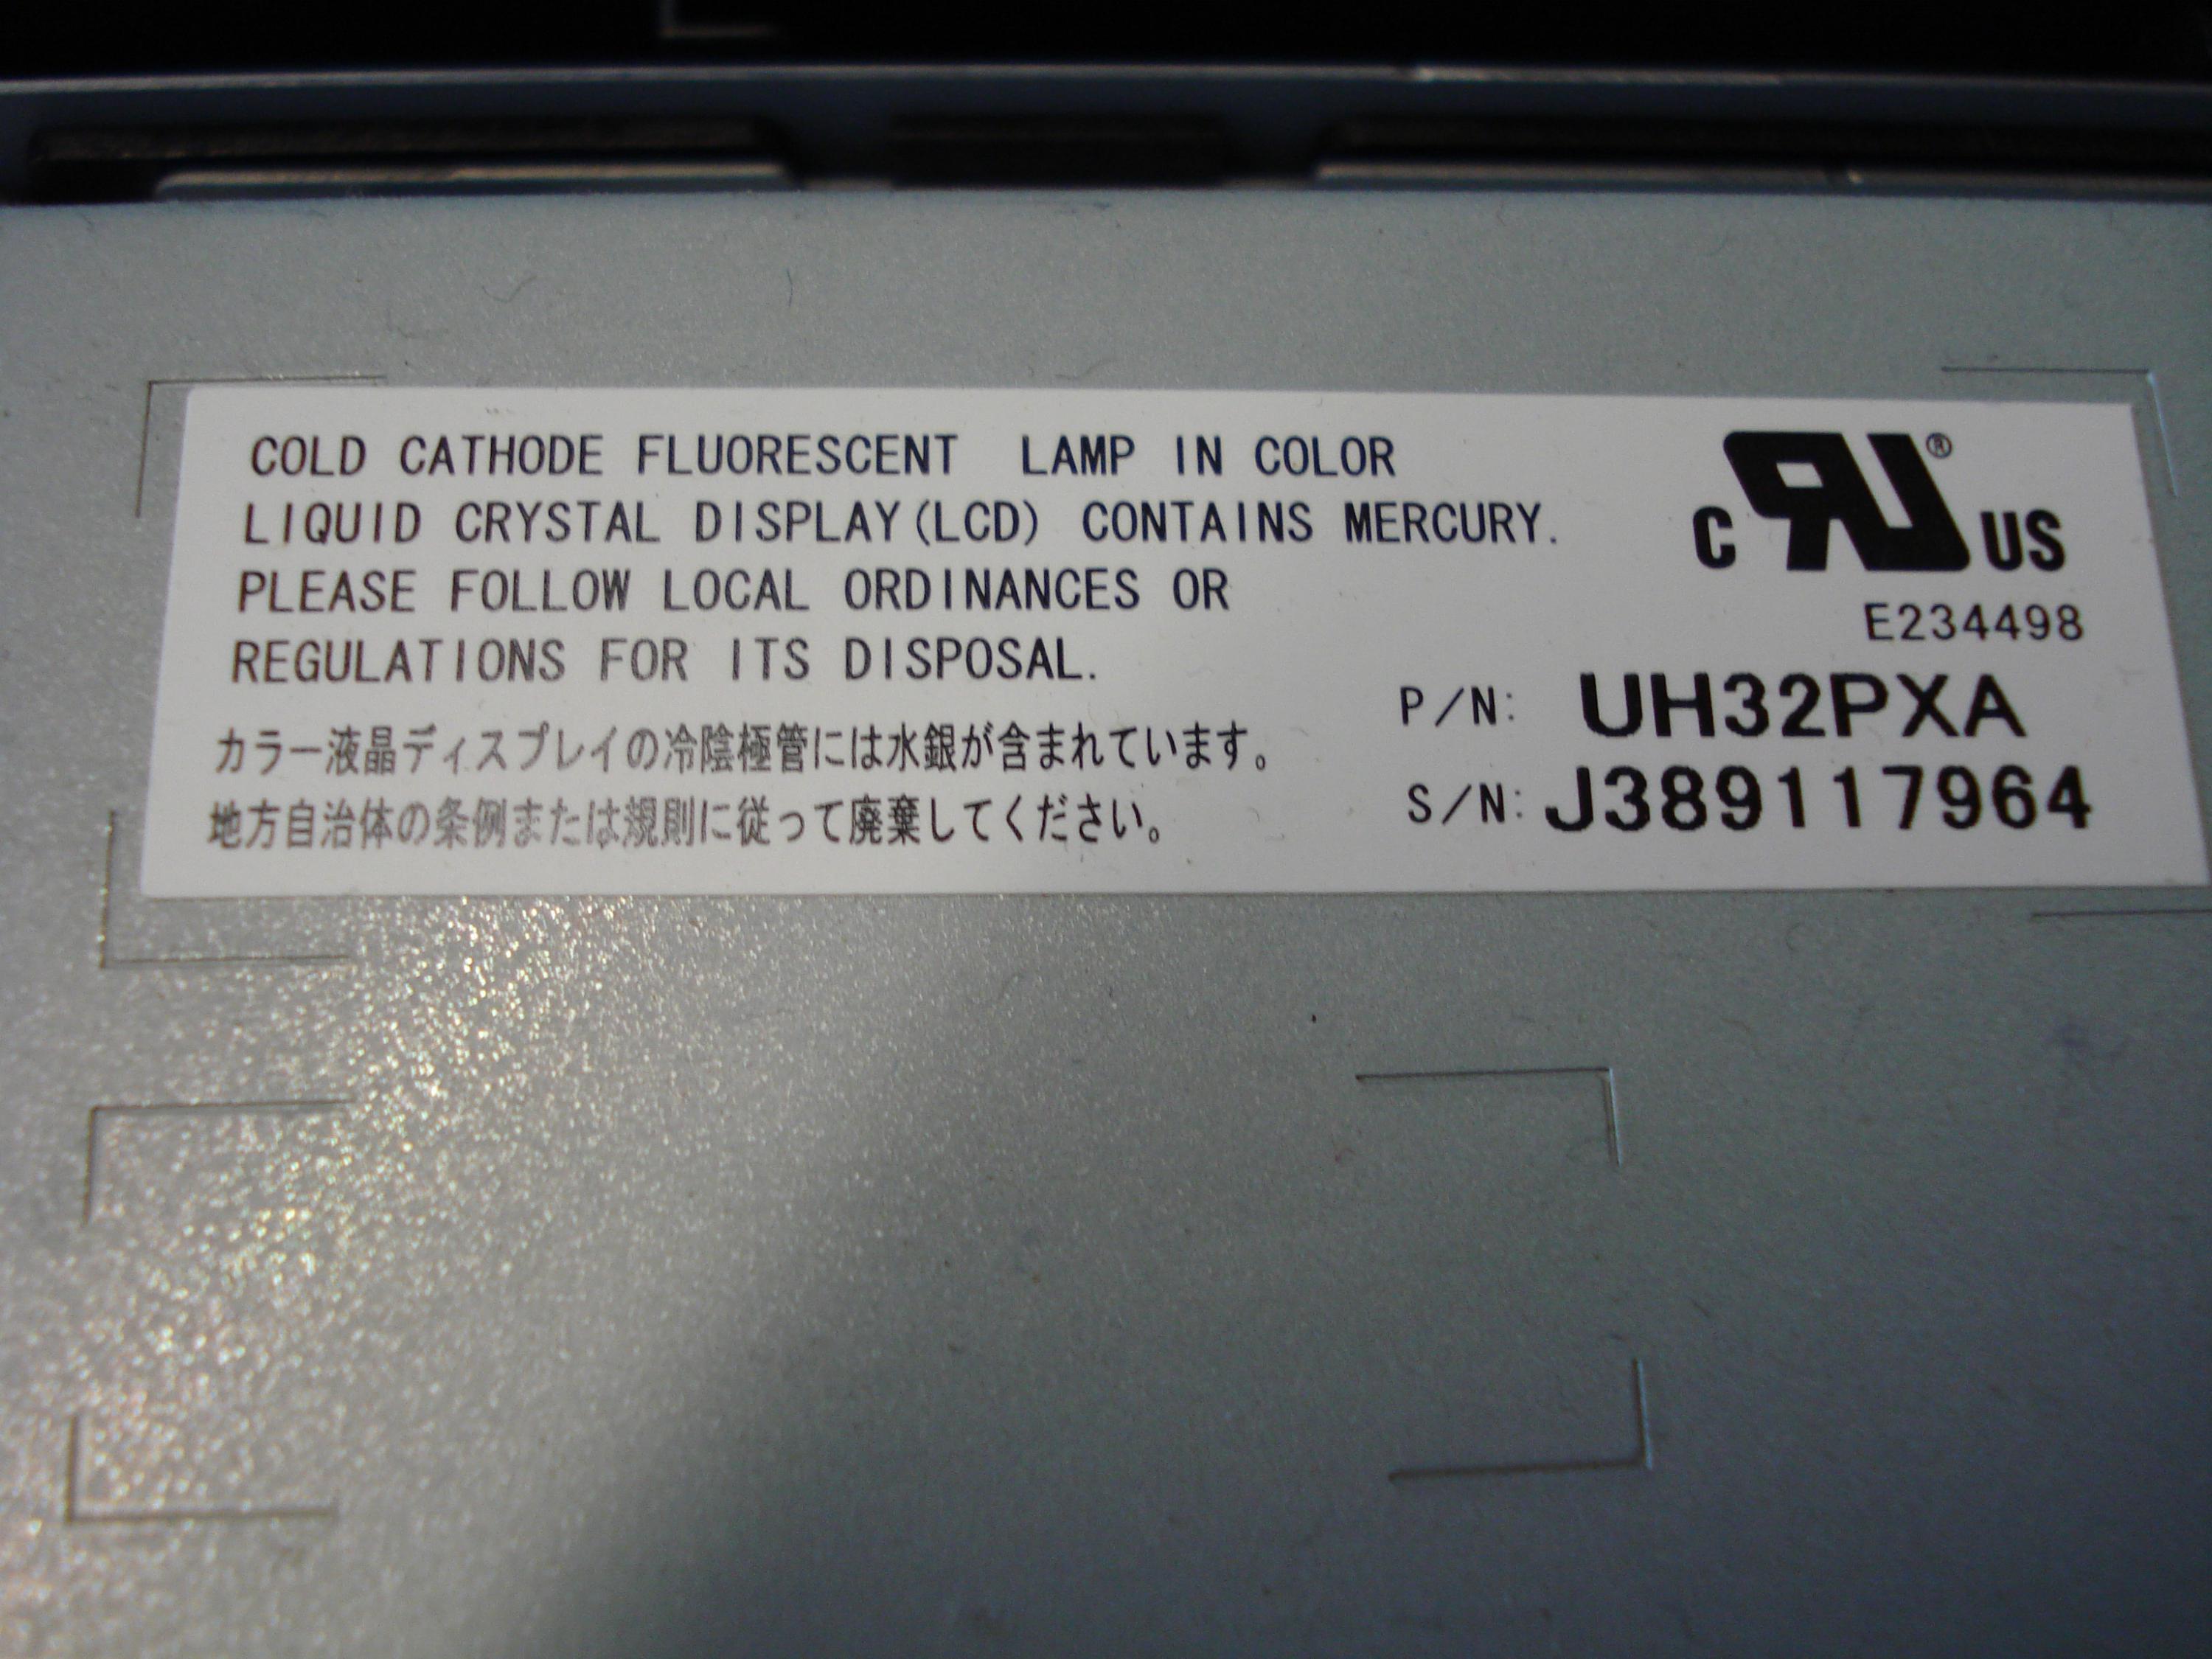 COLD CATHODE FLUORESCENT LAMP IN COLOR
LIQUID CRYSTAL DISPLAY(LCD) CONTAINS MERCURY.
PLEASE FOLLOW LOCAL ORDINANCES OR
REGULATIONS FOR ITS DISPOSAL.
カラー液晶ディスプレイの冷陰極管には水銀が含まれています。
地方自治体の条例または規則に従って廃棄してください。
C RU® US
E234498
P/N: UH32PXA
S/N: J389117964